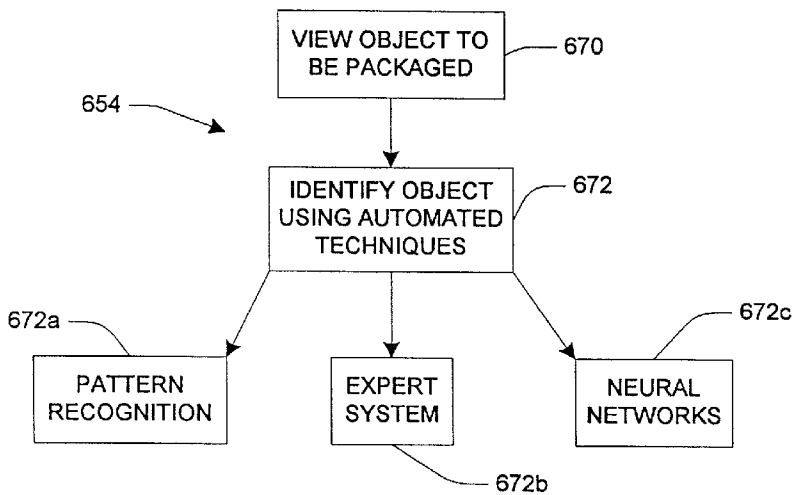 VIEW OBJECT TO
BE PACKAGED
670
654
IDENTIFY OBJECT
USING AUTOMATED
TECHNIQUES
672
672a
PATTERN
RECOGNITION
EXPERT
SYSTEM
672b
672c
NEURAL
NETWORKS